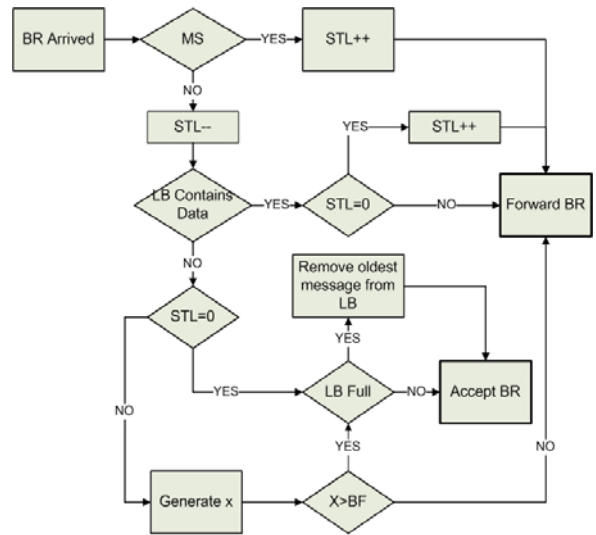 BR Arrived
MS
YES
STL++
NO
STL--
YES
STL++
LB Contains
Data
YES
STL=0
NO
Forward BR
NO
Remove oldest
message from
LB
STL=0
YES
YES
LB Full
NO
Accept BR
NO
YES
NO
Generate x
X>BF